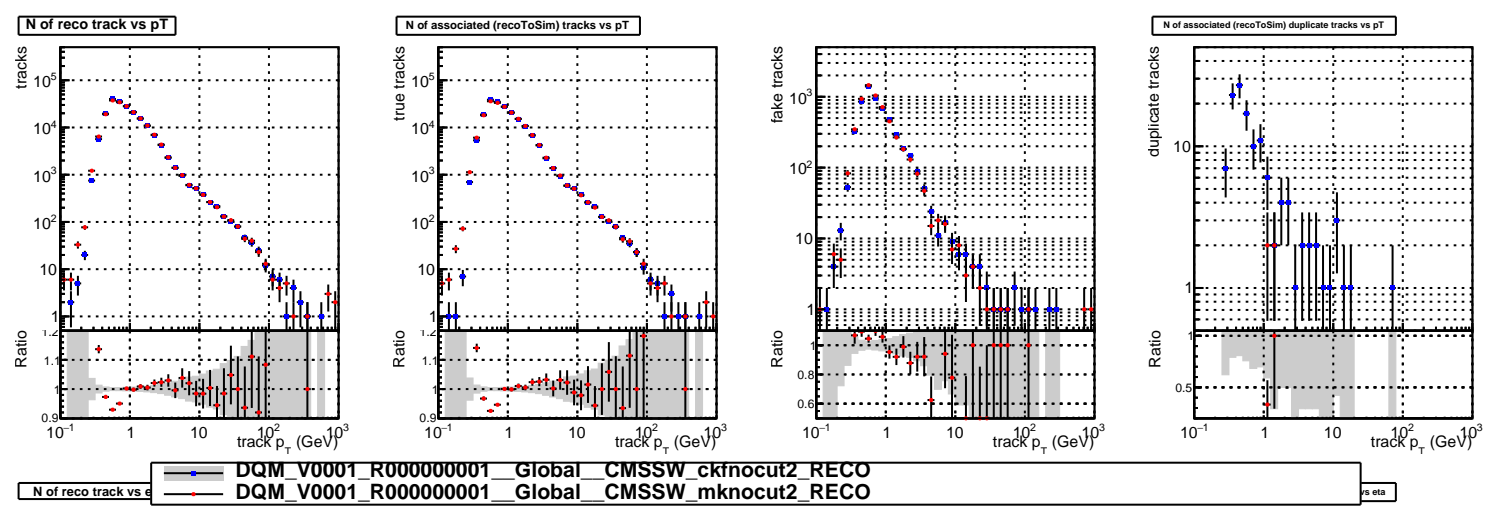 N of reco track vs pT
N of associated (recoToSim) tracks vs pT
N of associated (recoToSim) duplicate tracks vs pT
tracks
10^5
10^4
10^3
10^2
10
1
Ratio
1.2
1.1
1
0.9
10^-1 1 10 10^2 10^3
track p_T (GeV)
true tracks
10^5
10^4
10^3
10^2
10
1
Ratio
1.2
1.1
1
0.9
10^-1 1 10 10^2 10^3
track p_T (GeV)
fake tracks
10^3
10^2
10
1
Ratio
1
0.8
0.6
10^-1 1 10 10^2 10^3
track p_T (GeV)
duplicate tracks
10
1
Ratio
1
0.5
10^-1 1 10 10^2 10^3
track p_T (GeV)
DQM_V0001_R000000001__Global__CMSSW_ckfnocut2_RECO
DQM_V0001_R000000001__Global__CMSSW_mknocut2_RECO
N of reco track vs e
vs eta